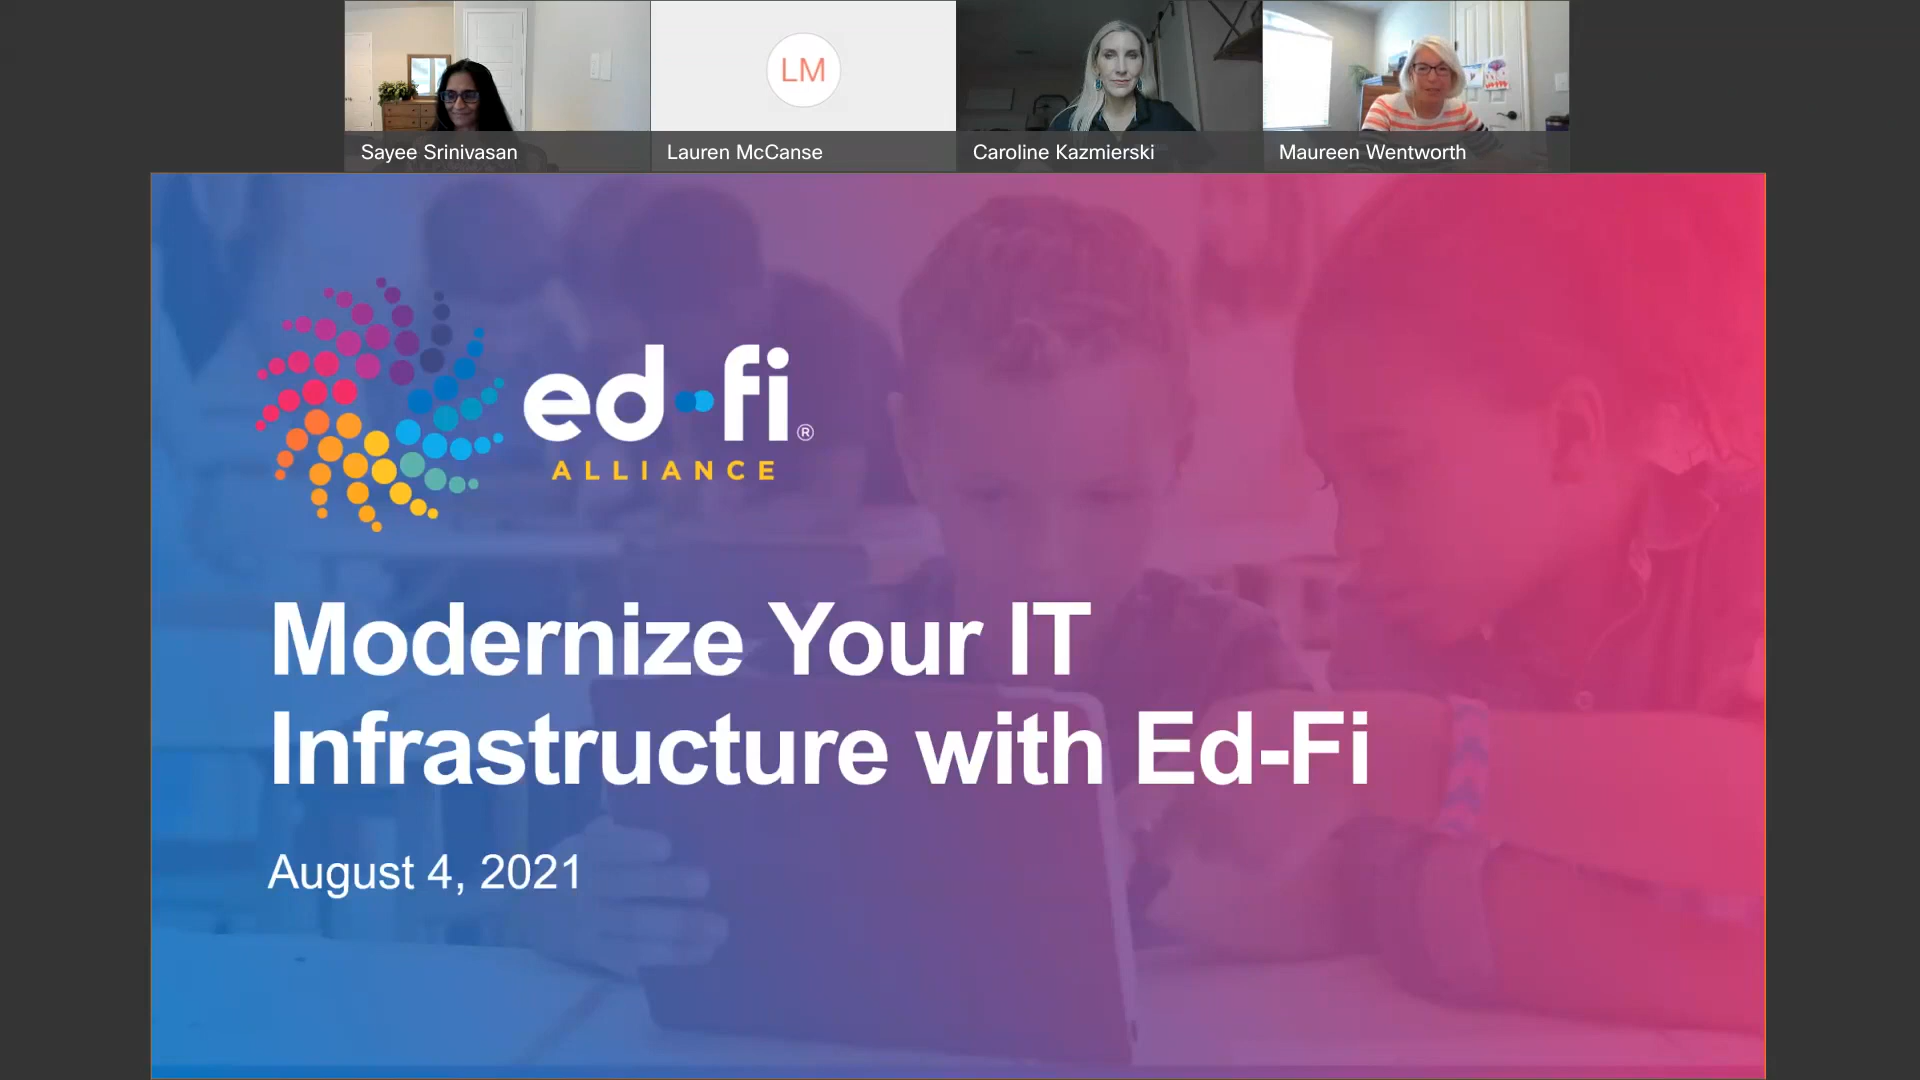 LM
Sayee Srinivasan
Lauren McCanse
Caroline Kazmierski
Maureen Wentworth
ed-fi®
ALLIANCE
Modernize Your IT
Infrastructure with Ed-Fi
August 4, 2021